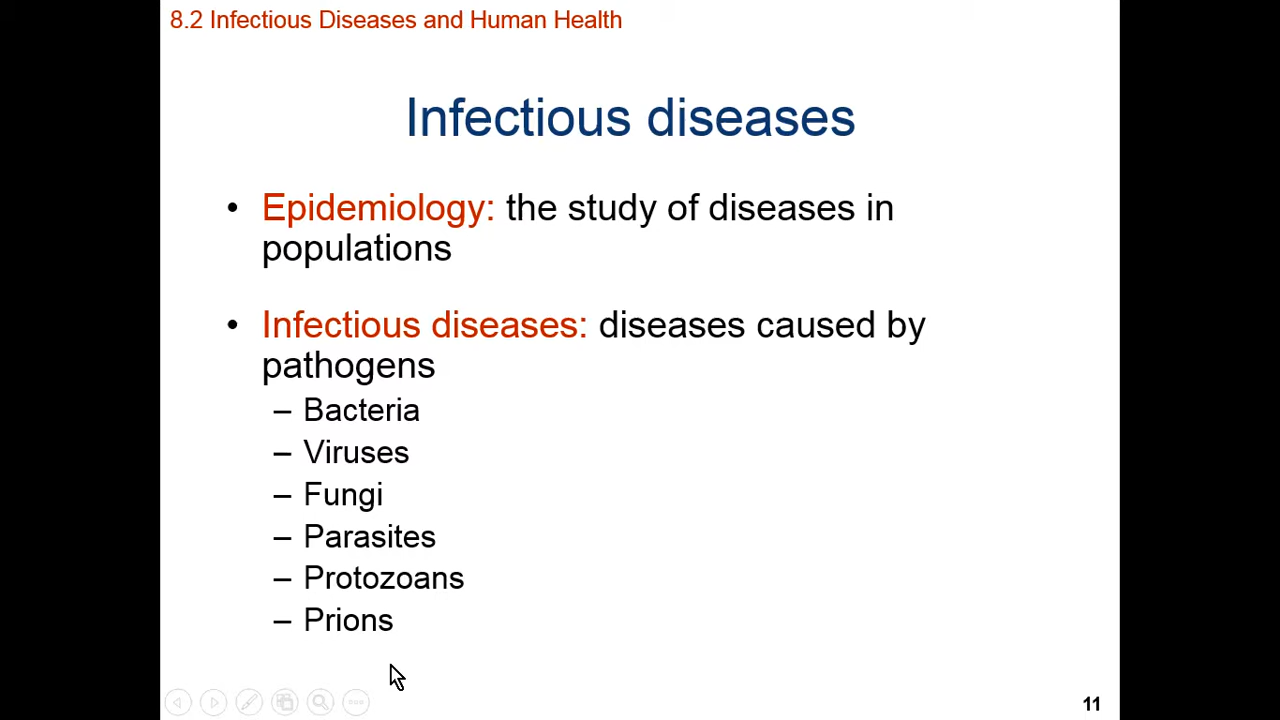 8.2 Infectious Diseases and Human Health
Infectious diseases
• Epidemiology: the study of diseases in
populations
• Infectious diseases: diseases caused by
pathogens
– Bacteria
– Viruses
– Fungi
– Parasites
– Protozoans
– Prions
11